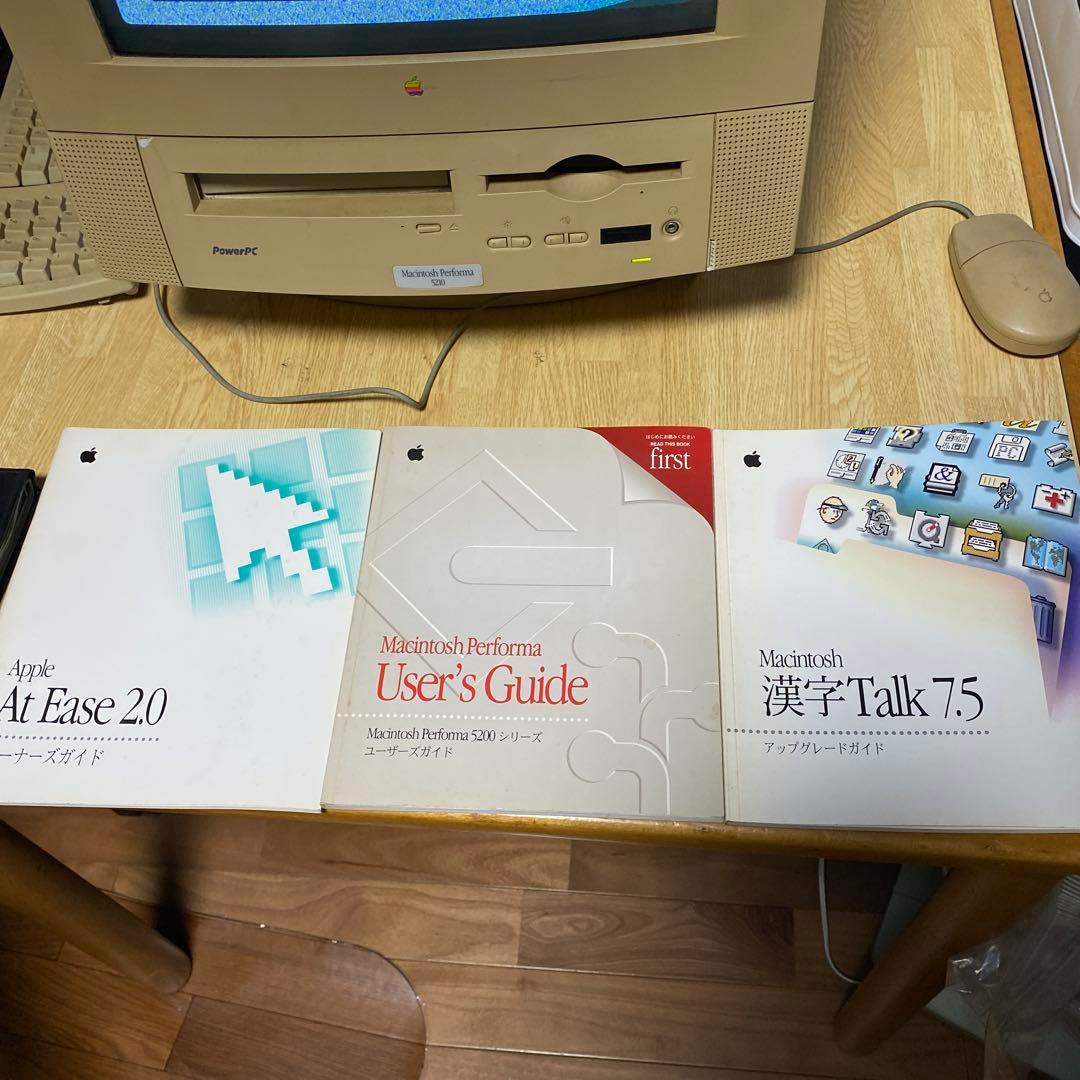 PowerPC
Macintosh Performa
5210
Apple
At Ease 2.0
ーナーズガイド
はじめにお読みください
READ THIS BOOK
first
Macintosh Performa
User's Guide
Macintosh Performa 5200 シリーズ
ユーザーズガイド
PC
&
Macintosh
漢字Talk 7.5
アップグレードガイド